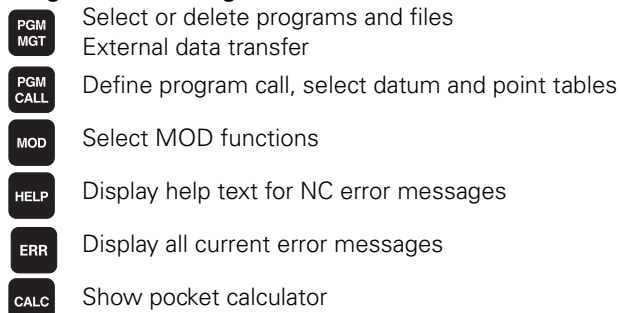 PGM
MGT
Select or delete programs and files
External data transfer
PGM
CALL
Define program call, select datum and point tables
MOD
Select MOD functions
HELP
Display help text for NC error messages
ERR
Display all current error messages
CALC
Show pocket calculator